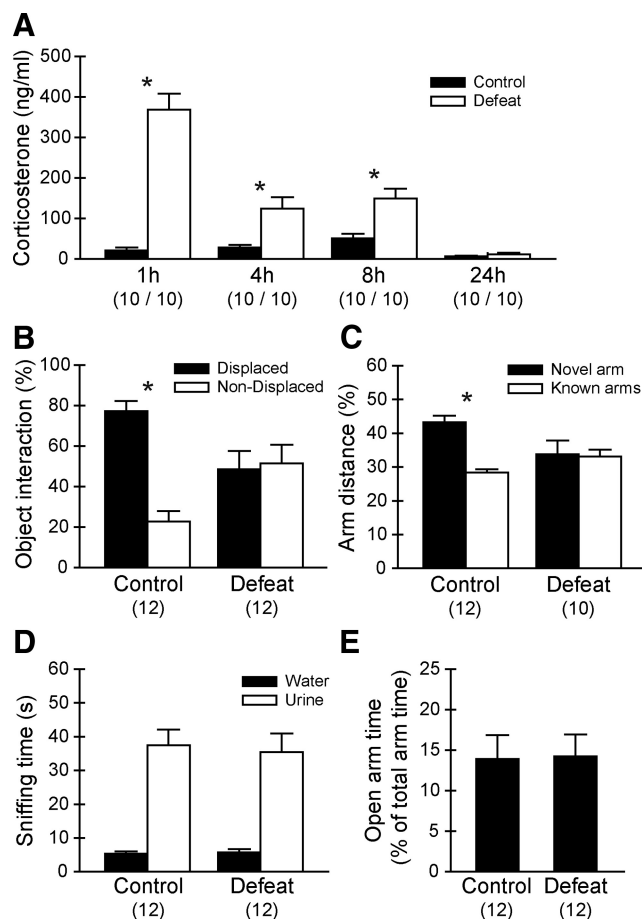 A
Corticosterone (ng/ml)
500
400
300
200
100
0
*
*
*
Control
Defeat
1h
4h
8h
24h
(10 / 10)
(10 / 10)
(10 / 10)
(10 / 10)
B
Object interaction (%)
100
80
60
40
20
0
*
Displaced
Non-Displaced
Control
Defeat
(12)
(12)
C
Arm distance (%)
60
50
40
30
20
10
0
*
Novel arm
Known arms
Control
Defeat
(12)
(10)
D
Sniffing time (s)
60
50
40
30
20
10
0
Water
Urine
Control
Defeat
(12)
(12)
E
Open arm time
(% of total arm time)
25
20
15
10
5
0
Control
Defeat
(12)
(12)